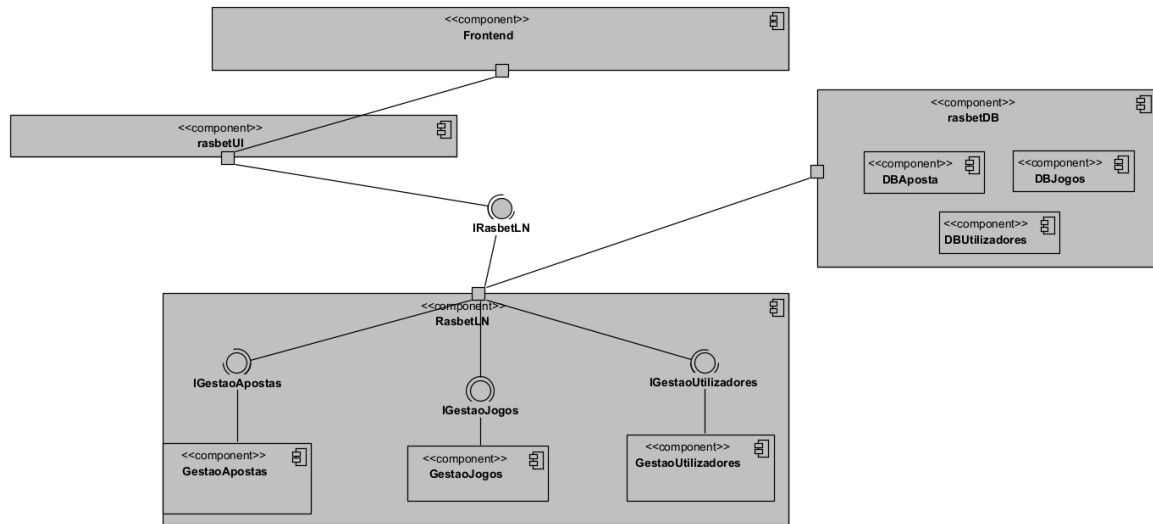 <<component>>
Frontend
<<component>>
rasbetUI
<<component>>
rasbetDB
<<component>>
DBAposta
<<component>>
DBJogos
<<component>>
DBUtilizadores
IRasbetLN
<<component>>
RasbetLN
IGestaoApostas
IGestaoJogos
IGestaoUtilizadores
<<component>>
GestaoApostas
<<component>>
GestaoJogos
<<component>>
GestaoUtilizadores